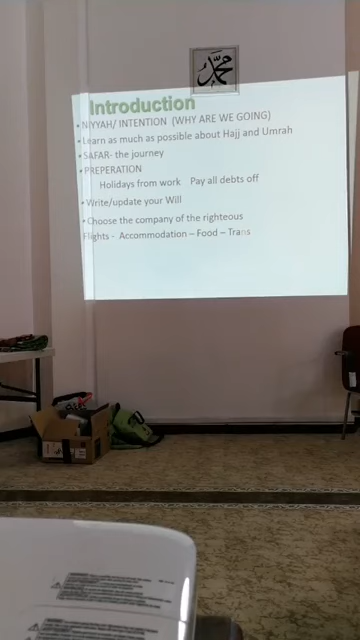 محمد
Introduction
• NIYYAH/ INTENTION (WHY ARE WE GOING)
• Learn as much as possible about Hajj and Umrah
• SAFAR- the journey
• PREPERATION
Holidays from work Pay all debts off
• Write/update your Will
• Choose the company of the righteous
Flights - Accommodation – Food – Trans